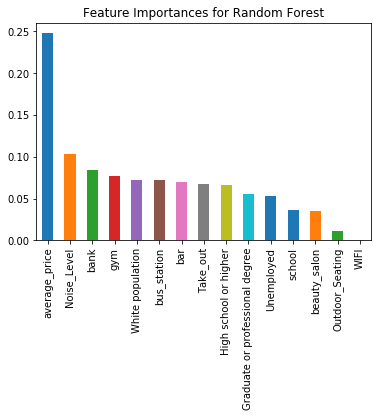 Feature Importances for Random Forest
0.25
0.20
0.15
0.10
0.05
0.00
average_price
Noise_Level
bank
gym
White population
bus_station
bar
Take_out
High school or higher
Graduate or professional degree
Unemployed
school
beauty_salon
Outdoor_Seating
WIFI